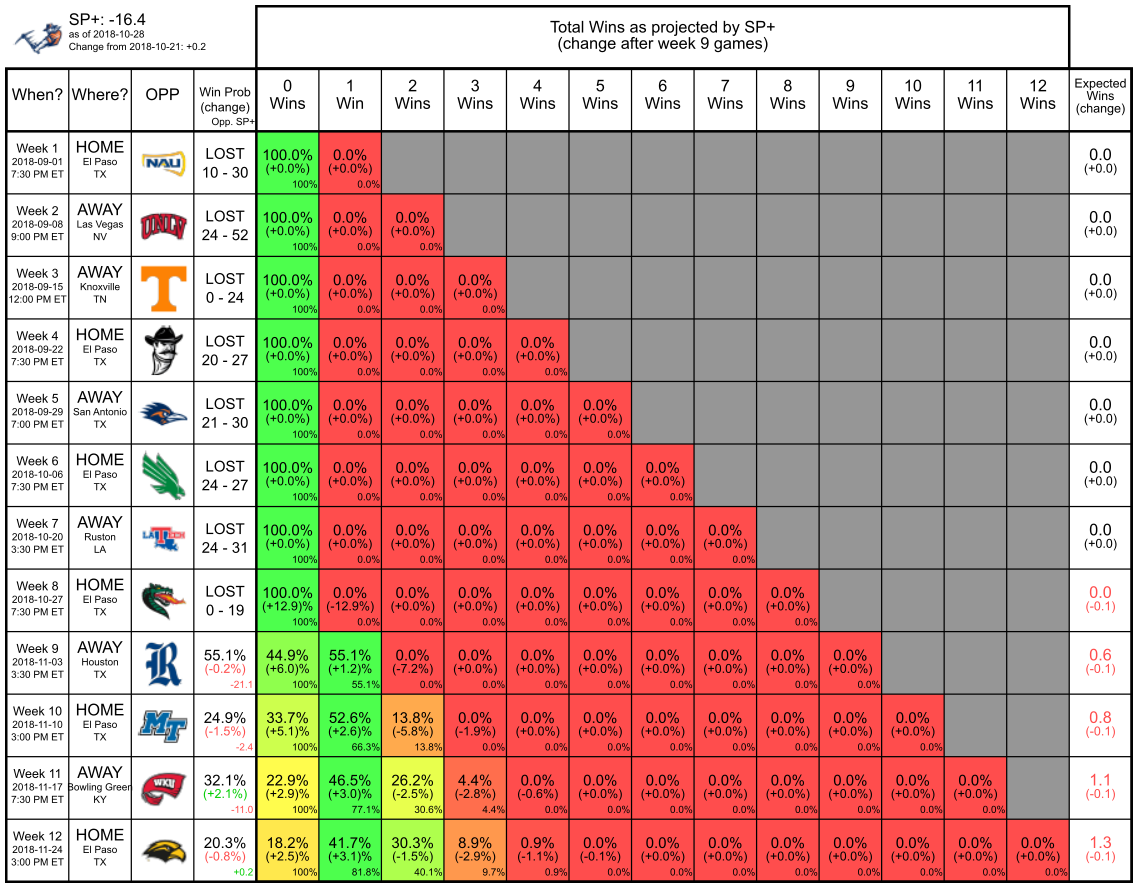 SP+: -16.4
as of 2018-10-28
Change from 2018-10-21: +0.2
Total Wins as projected by SP+
(change after week 9 games)
When?
Where?
OPP
Win Prob
(change)
Opp. SP+
0
Wins
1
Win
2
Wins
3
Wins
4
Wins
5
Wins
6
Wins
7
Wins
8
Wins
9
Wins
10
Wins
11
Wins
12
Wins
Expected
Wins
(change)
Week 1 HOME LOST 100.0% 0.0% 0.0
2018-09-01 El Paso NAU 10 - 30 (+0.0%) (+0.0%) (+0.0)
7:30 PM ET TX 100% 0.0%
Week 2 AWAY LOST 100.0% 0.0% 0.0% 0.0
2018-09-08 Las Vegas UNLV 24 - 52 (+0.0%) (+0.0%) (+0.0%) (+0.0)
9:00 PM ET NV 100% 0.0% 0.0%
Week 3 AWAY LOST 100.0% 0.0% 0.0% 0.0% 0.0
2018-09-15 Knoxville T 0 - 24 (+0.0%) (+0.0%) (+0.0%) (+0.0%) (+0.0)
12:00 PM ET TN 100% 0.0% 0.0% 0.0%
Week 4 HOME LOST 100.0% 0.0% 0.0% 0.0% 0.0% 0.0
2018-09-22 El Paso 20 - 27 (+0.0%) (+0.0%) (+0.0%) (+0.0%) (+0.0%) (+0.0)
7:30 PM ET TX 100% 0.0% 0.0% 0.0% 0.0%
Week 5 AWAY LOST 100.0% 0.0% 0.0% 0.0% 0.0% 0.0% 0.0
2018-09-29 San Antonio 21 - 30 (+0.0%) (+0.0%) (+0.0%) (+0.0%) (+0.0%) (+0.0%) (+0.0)
7:00 PM ET TX 100% 0.0% 0.0% 0.0% 0.0% 0.0%
Week 6 HOME LOST 100.0% 0.0% 0.0% 0.0% 0.0% 0.0% 0.0% 0.0
2018-10-06 El Paso 24 - 27 (+0.0%) (+0.0%) (+0.0%) (+0.0%) (+0.0%) (+0.0%) (+0.0%) (+0.0)
7:30 PM ET TX 100% 0.0% 0.0% 0.0% 0.0% 0.0% 0.0%
Week 7 AWAY LOST 100.0% 0.0% 0.0% 0.0% 0.0% 0.0% 0.0% 0.0% 0.0
2018-10-20 Ruston LA TECH 24 - 31 (+0.0%) (+0.0%) (+0.0%) (+0.0%) (+0.0%) (+0.0%) (+0.0%) (+0.0%) (+0.0)
3:30 PM ET LA 100% 0.0% 0.0% 0.0% 0.0% 0.0% 0.0% 0.0%
Week 8 HOME LOST 100.0% 0.0% 0.0% 0.0% 0.0% 0.0% 0.0% 0.0% 0.0% 0.0
2018-10-27 El Paso 0 - 19 (+12.9)% (-12.9%) (+0.0%) (+0.0%) (+0.0%) (+0.0%) (+0.0%) (+0.0%) (+0.0%) (-0.1)
7:30 PM ET TX 100% 0.0% 0.0% 0.0% 0.0% 0.0% 0.0% 0.0% 0.0%
Week 9 AWAY 55.1% 44.9% 55.1% 0.0% 0.0% 0.0% 0.0% 0.0% 0.0% 0.0% 0.0% 0.6
2018-11-03 Houston R (-0.2%) (+6.0)% (+1.2)% (-7.2%) (+0.0%) (+0.0%) (+0.0%) (+0.0%) (+0.0%) (+0.0%) (+0.0%) (-0.1)
3:30 PM ET TX -21.1 100% 55.1% 0.0% 0.0% 0.0% 0.0% 0.0% 0.0% 0.0% 0.0%
Week 10 HOME 24.9% 33.7% 52.6% 13.8% 0.0% 0.0% 0.0% 0.0% 0.0% 0.0% 0.0% 0.0% 0.8
2018-11-10 El Paso MT (-1.5%) (+5.1)% (+2.6)% (-5.8%) (-1.9%) (+0.0%) (+0.0%) (+0.0%) (+0.0%) (+0.0%) (+0.0%) (+0.0%) (-0.1)
3:00 PM ET TX -2.4 100% 66.3% 13.8% 0.0% 0.0% 0.0% 0.0% 0.0% 0.0% 0.0% 0.0%
Week 11 AWAY 32.1% 22.9% 46.5% 26.2% 4.4% 0.0% 0.0% 0.0% 0.0% 0.0% 0.0% 0.0% 0.0% 1.1
2018-11-17 Bowling Green WKU (+2.1%) (+2.9)% (+3.0)% (-2.5%) (-2.8%) (-0.6%) (+0.0%) (+0.0%) (+0.0%) (+0.0%) (+0.0%) (+0.0%) (+0.0%) (-0.1)
7:30 PM ET KY -11.0 100% 77.1% 30.6% 4.4% 0.0% 0.0% 0.0% 0.0% 0.0% 0.0% 0.0% 0.0%
Week 12 HOME 20.3% 18.2% 41.7% 30.3% 8.9% 0.9% 0.0% 0.0% 0.0% 0.0% 0.0% 0.0% 0.0% 0.0% 1.3
2018-11-24 El Paso (-0.8%) (+2.5)% (+3.1)% (-1.5%) (-2.9%) (-1.1%) (-0.1%) (+0.0%) (+0.0%) (+0.0%) (+0.0%) (+0.0%) (+0.0%) (+0.0%) (-0.1)
3:00 PM ET TX +0.2 100% 81.8% 40.1% 9.7% 0.9% 0.0% 0.0% 0.0% 0.0% 0.0% 0.0% 0.0% 0.0%